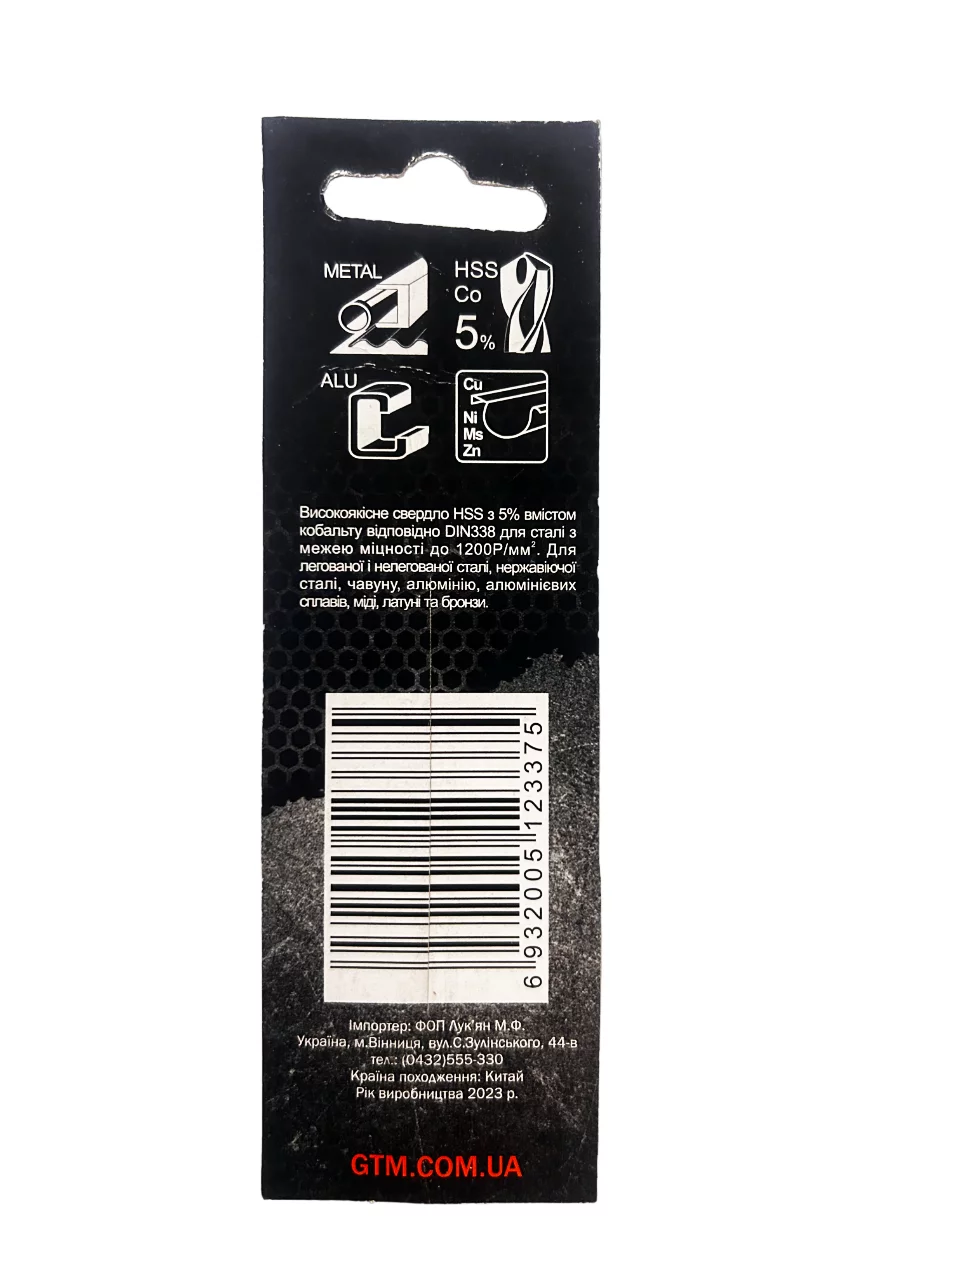 METAL
HSS
Co
5%
ALU
Cu
Ni
Ms
Zn
Високоякісне свердло HSS з 5% вмістом
кобальту відповідно DIN338 для сталі з
межею міцності до 1200Р/мм². Для
легованої і нелегованої сталі, нержавіючої
сталі, чавуну, алюмінію, алюмінієвих
сплавів, міді, латуні та бронзи.
6 932005 123375
Імпортер: ФОП Лук'ян М.Ф.
Україна, м.Вінниця, вул.С.Зулінського, 44-в
тел.: (0432)555-330
Країна походження: Китай
Рік виробництва 2023 р.
GTM.COM.UA